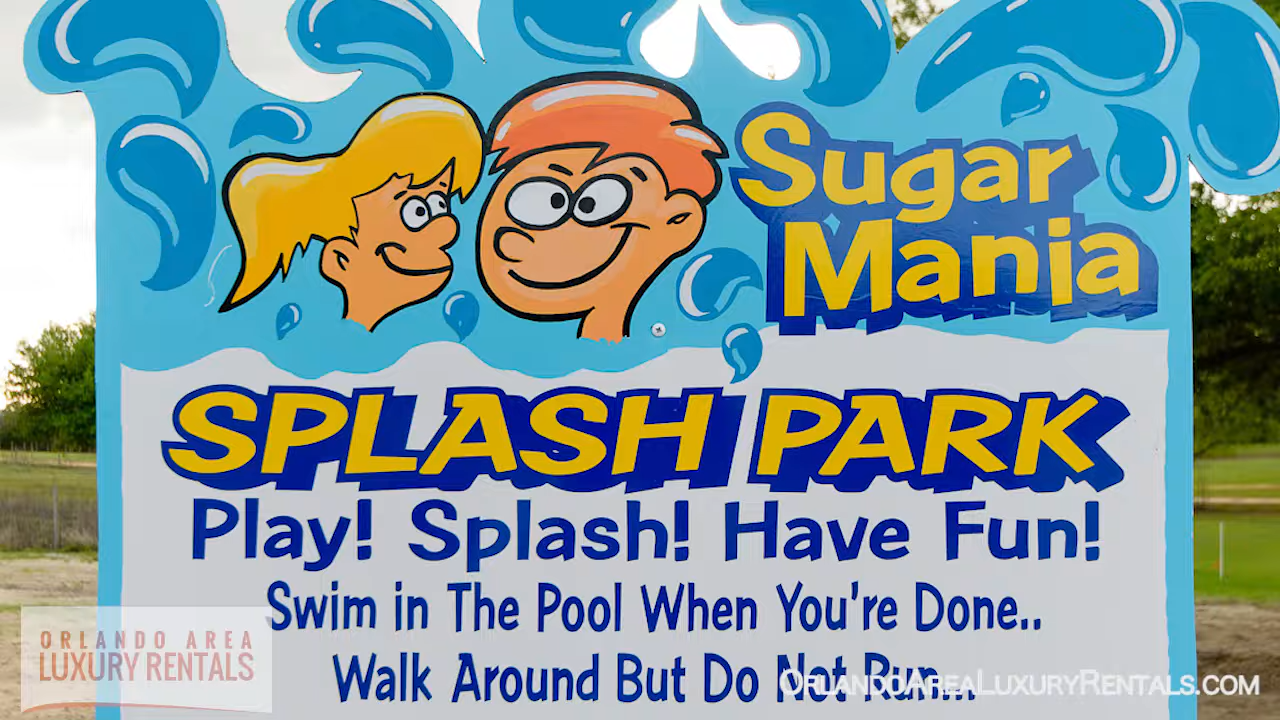 Sugar
Mania
SPLASH PARK
Play! Splash! Have Fun!
Swim in The Pool When You're Done..
Walk Around But Do Not Run...
ORLANDO AREA
LUXURY RENTALS
ORLANDOAREALUXURYRENTALS.COM